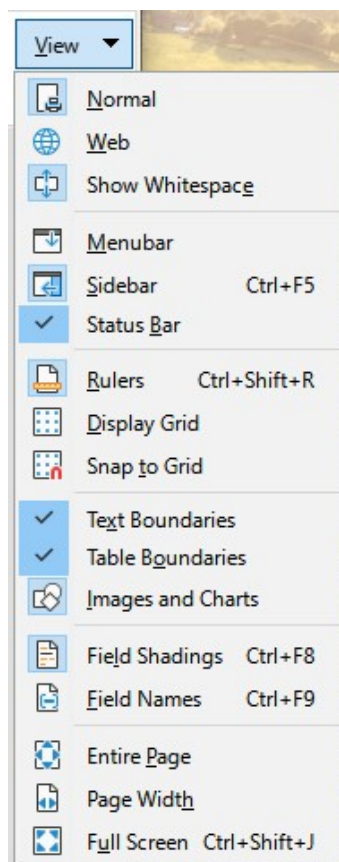 View
Normal
Web
Show Whitespace
Menubar
Sidebar Ctrl+F5
Status Bar
Rulers Ctrl+Shift+R
Display Grid
Snap to Grid
Text Boundaries
Table Boundaries
Images and Charts
Field Shadings Ctrl+F8
Field Names Ctrl+F9
Entire Page
Page Width
Full Screen Ctrl+Shift+J